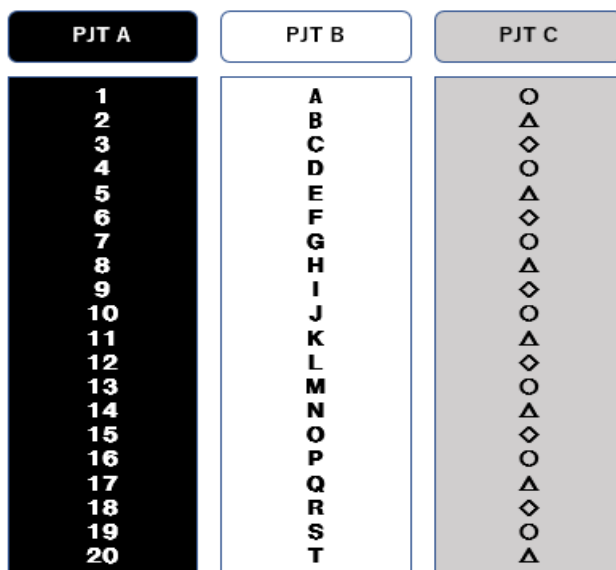 PJT A PJT B PJT C
1 A ○
2 B △
3 C ◇
4 D ○
5 E △
6 F ◇
7 G ○
8 H △
9 I ◇
10 J ○
11 K △
12 L ◇
13 M ○
14 N △
15 O ◇
16 P ○
17 Q △
18 R ◇
19 S ○
20 T △